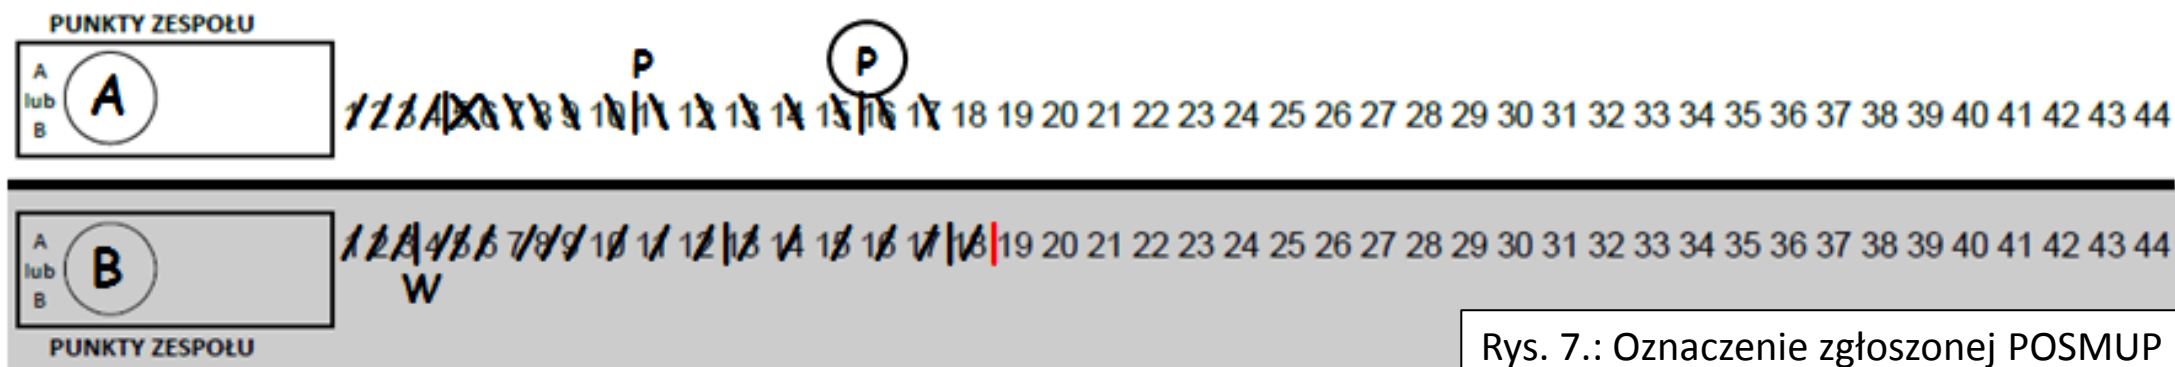 PUNKTY ZESPOŁU
P
P
A
lub
B
A
1 2 3 4 5 6 7 8 9 10 11 12 13 14 15 16 17 18 19 20 21 22 23 24 25 26 27 28 29 30 31 32 33 34 35 36 37 38 39 40 41 42 43 44
A
lub
B
B
1 2 3 4 5 6 7 8 9 10 11 12 13 14 15 16 17 18 19 20 21 22 23 24 25 26 27 28 29 30 31 32 33 34 35 36 37 38 39 40 41 42 43 44
W
PUNKTY ZESPOŁU
Rys. 7.: Oznaczenie zgłoszonej POSMUP